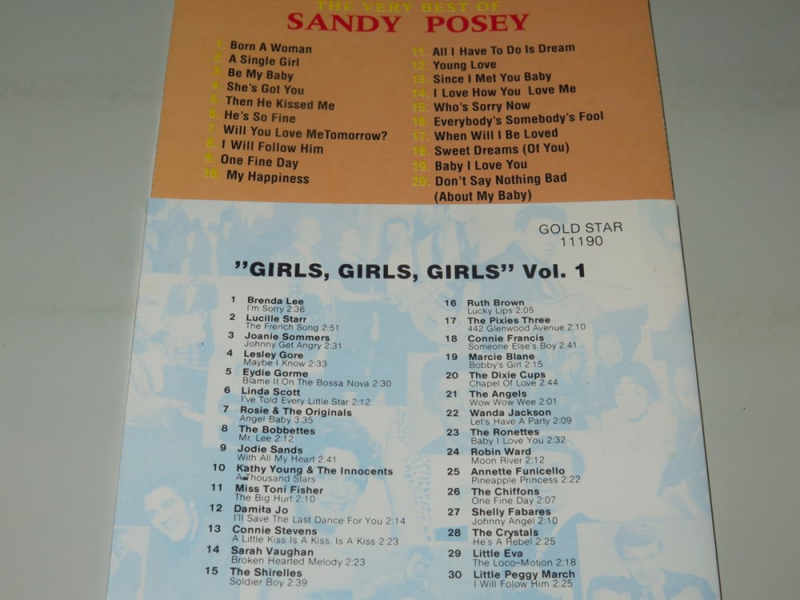 THE VERY BEST OF
SANDY POSEY
1. Born A Woman
2. A Single Girl
3. Be My Baby
4. She's Got You
5. Then He Kissed Me
6. He's So Fine
7. Will You Love MeTomorrow?
8. I Will Follow Him
9. One Fine Day
10. My Happiness
11. All I Have To Do Is Dream
12. Young Love
13. Since I Met You Baby
14. I Love How You Love Me
15. Who's Sorry Now
16. Everybody's Somebody's Fool
17. When Will I Be Loved
18. Sweet Dreams (Of You)
19. Baby I Love You
20. Don't Say Nothing Bad
(About My Baby)
GOLD STAR
11190
"GIRLS, GIRLS, GIRLS" Vol. 1
1 Brenda Lee
I'm Sorry 2:36
2 Lucille Starr
The French Song 2:51
3 Joanie Sommers
Johnny Get Angry 2:31
4 Lesley Gore
Maybe I Know 2:33
5 Eydie Gorme
Blame It On The Bossa Nova 2:30
6 Linda Scott
I've Told Every Little Star 2:12
7 Rosie & The Originals
Angel Baby 3:35
8 The Bobbettes
Mr. Lee 2:12
9 Jodie Sands
With All My Heart 2:41
10 Kathy Young & The Innocents
A Thousand Stars
11 Miss Toni Fisher
The Big Hurt 2:10
12 Damita Jo
I'll Save The Last Dance For You 2:14
13 Connie Stevens
A Little Kiss Is A Kiss, Is A Kiss 2:23
14 Sarah Vaughan
Broken Hearted Melody 2:23
15 The Shirelles
Soldier Boy 2:39
16 Ruth Brown
Lucky Lips 2:05
17 The Pixies Three
442 Glenwood Avenue 2:10
18 Connie Francis
Someone Else's Boy 2:41
19 Marcie Blane
Bobby's Girl 2:15
20 The Dixie Cups
Chapel Of Love 2:44
21 The Angels
Wow Wow Wee 2:01
22 Wanda Jackson
Let's Have A Party 2:09
23 The Ronettes
Baby I Love You 2:32
24 Robin Ward
Moon River 2:12
25 Annette Funicello
Pineapple Princess 2:22
26 The Chiffons
One Fine Day 2:07
27 Shelly Fabares
Johnny Angel 2:10
28 The Crystals
He's A Rebel 2:25
29 Little Eva
The Loco-Motion 2:18
30 Little Peggy March
I Will Folow Him 2:25